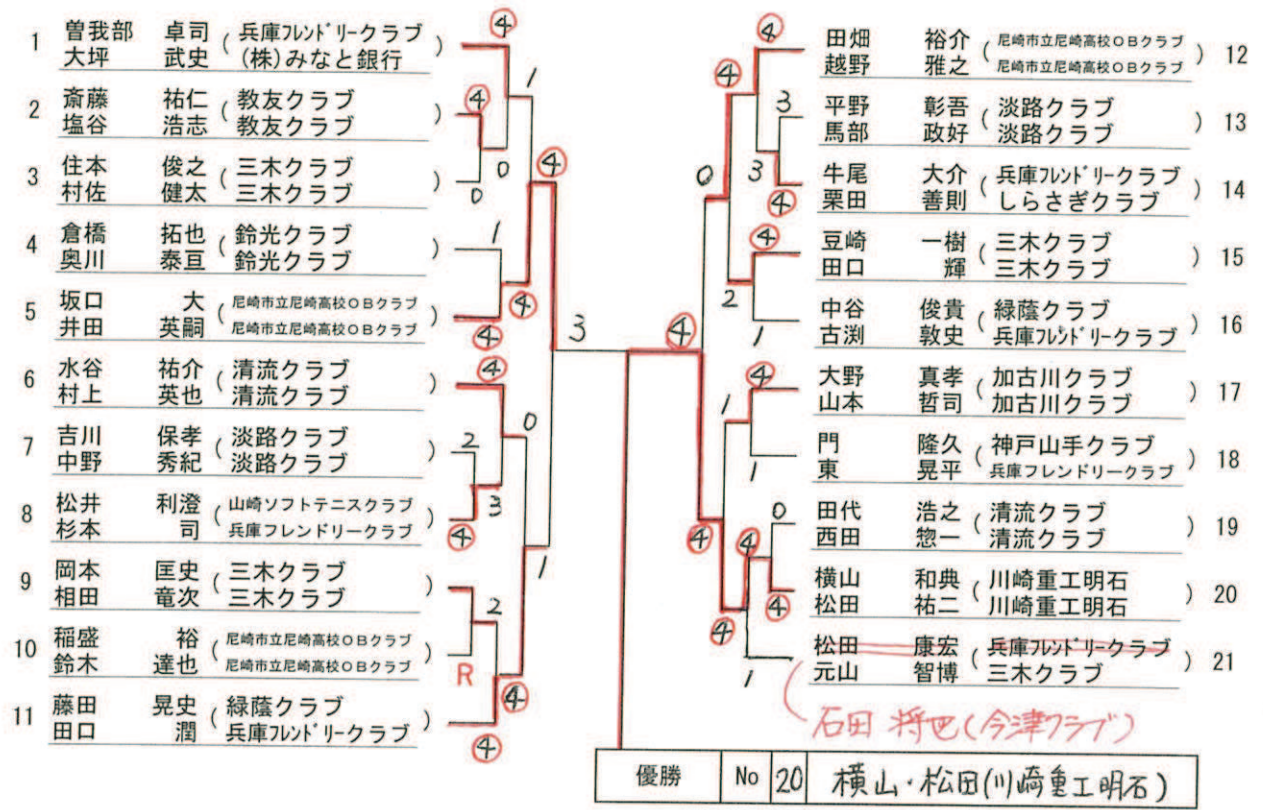 1 曽我部 卓司 ( 兵庫フレンドリークラブ )
大坪 武史 (株)みなと銀行
2 斎藤 祐仁 ( 教友クラブ )
塩谷 浩志 教友クラブ
3 住本 俊之 ( 三木クラブ )
村佐 健太 三木クラブ
4 倉橋 拓也 ( 鈴光クラブ )
奥川 泰亘 鈴光クラブ
5 坂口 大 ( 尼崎市立尼崎高校OBクラブ )
井田 英嗣 尼崎市立尼崎高校OBクラブ
6 水谷 祐介 ( 清流クラブ )
村上 英也 清流クラブ
7 吉川 保孝 ( 淡路クラブ )
中野 秀紀 淡路クラブ
8 松井 利澄 ( 山崎ソフトテニスクラブ )
杉本 司 兵庫フレンドリークラブ
9 岡本 匡史 ( 三木クラブ )
相田 竜次 三木クラブ
10 稲盛 裕 ( 尼崎市立尼崎高校OBクラブ )
鈴木 達也 尼崎市立尼崎高校OBクラブ
11 藤田 晃史 ( 緑蔭クラブ )
田口 潤 兵庫フレンドリークラブ
④ 1
④ 0
0
④
1
④ ④
3
④
0
2
3
④
1
2
R
④
④
田畑 裕介 ( 尼崎市立尼崎高校OBクラブ ) 12
越野 雅之 尼崎市立尼崎高校OBクラブ
平野 彰吾 ( 淡路クラブ ) 13
馬部 政好 淡路クラブ
牛尾 大介 ( 兵庫フレンドリークラブ ) 14
栗田 善則 しらさぎクラブ
豆崎 一樹 ( 三木クラブ ) 15
田口 輝 三木クラブ
中谷 俊貴 ( 緑蔭クラブ ) 16
古渕 敦史 兵庫フレンドリークラブ
大野 真孝 ( 加古川クラブ ) 17
山本 哲司 加古川クラブ
門 隆久 ( 神戸山手クラブ ) 18
東 晃平 兵庫フレンドリークラブ
田代 浩之 ( 清流クラブ ) 19
西田 惣一 清流クラブ
横山 和典 ( 川崎重工明石 ) 20
松田 祐二 川崎重工明石
松田 康宏 ( 兵庫フレンドリークラブ ) 21
元山 智博 三木クラブ
石田 将也(今津クラブ)
④
④
3
0 3
④
④
2
1
④
④
1
1
0
④ ④
④
④
1
優勝 No 20 横山・松田(川崎重工明石)